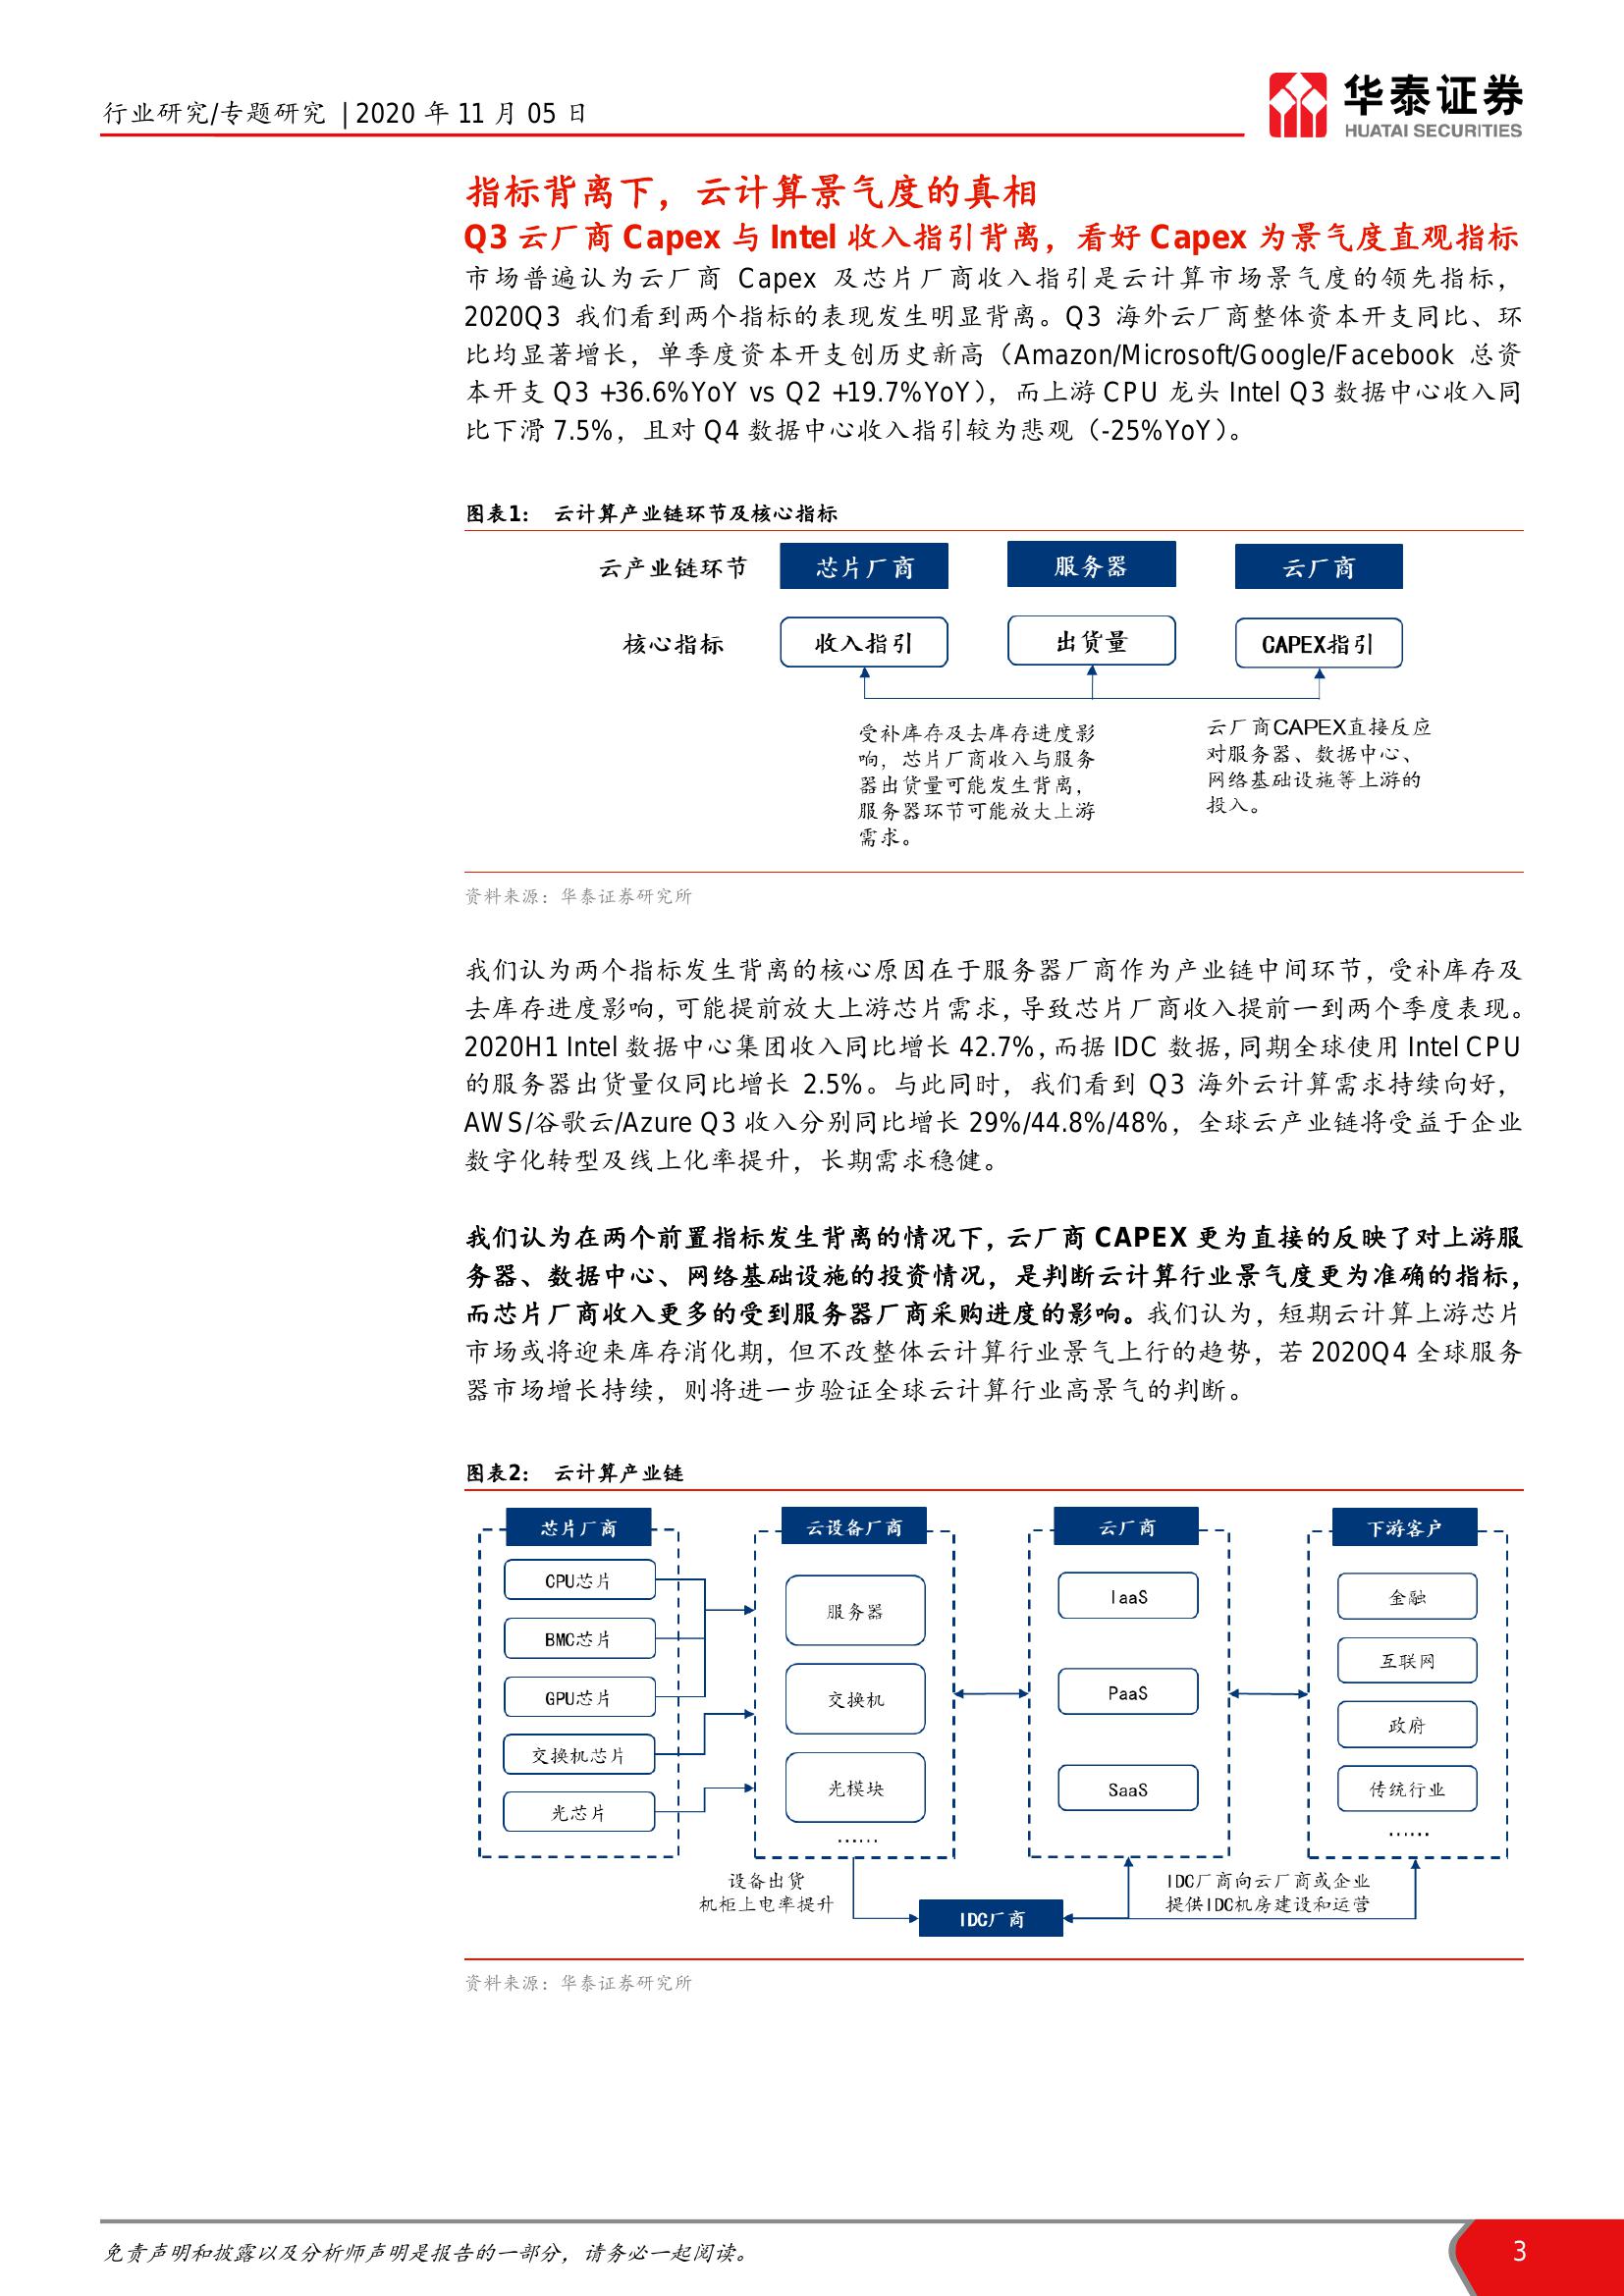 行业研究/专题研究 | 2020 年 11 月 05 日
华泰证券
HUATAI SECURITIES
指标背离下，云计算景气度的真相
Q3 云厂商 Capex 与 Intel 收入指引背离，看好 Capex 为景气度直观指标
市场普遍认为云厂商 Capex 及芯片厂商收入指引是云计算市场景气度的领先指标，
2020Q3 我们看到两个指标的表现发生明显背离。Q3 海外云厂商整体资本开支同比、环
比均显著增长，单季度资本开支创历史新高（Amazon/Microsoft/Google/Facebook 总资
本开支 Q3 +36.6%YoY vs Q2 +19.7%YoY），而上游 CPU 龙头 Intel Q3 数据中心收入同
比下滑 7.5%，且对 Q4 数据中心收入指引较为悲观（-25%YoY）。
图表1： 云计算产业链环节及核心指标
云产业链环节 芯片厂商 服务器 云厂商
核心指标 收入指引 出货量 CAPEX指引
受补库存及去库存进度影
响，芯片厂商收入与服务
器出货量可能发生背离，
服务器环节可能放大上游
需求。
云厂商CAPEX直接反应
对服务器、数据中心、
网络基础设施等上游的
投入。
资料来源：华泰证券研究所
我们认为两个指标发生背离的核心原因在于服务器厂商作为产业链中间环节，受补库存及
去库存进度影响，可能提前放大上游芯片需求，导致芯片厂商收入提前一到两个季度表现。
2020H1 Intel 数据中心集团收入同比增长 42.7%，而据 IDC 数据，同期全球使用 Intel CPU
的服务器出货量仅同比增长 2.5%。与此同时，我们看到 Q3 海外云计算需求持续向好，
AWS/谷歌云/Azure Q3 收入分别同比增长 29%/44.8%/48%，全球云产业链将受益于企业
数字化转型及线上化率提升，长期需求稳健。
我们认为在两个前置指标发生背离的情况下，云厂商 CAPEX 更为直接的反映了对上游服
务器、数据中心、网络基础设施的投资情况，是判断云计算行业景气度更为准确的指标，
而芯片厂商收入更多的受到服务器厂商采购进度的影响。我们认为，短期云计算上游芯片
市场或将迎来库存消化期，但不改整体云计算行业景气上行的趋势，若 2020Q4 全球服务
器市场增长持续，则将进一步验证全球云计算行业高景气的判断。
图表2： 云计算产业链
芯片厂商
CPU芯片
BMC芯片
GPU芯片
交换机芯片
光芯片
云设备厂商
服务器
交换机
光模块
……
云厂商
IaaS
PaaS
SaaS
下游客户
金融
互联网
政府
传统行业
……
设备出货
机柜上电率提升
IDC厂商
IDC厂商向云厂商或企业
提供IDC机房建设和运营
资料来源：华泰证券研究所
免责声明和披露以及分析师声明是报告的一部分，请务必一起阅读。
3